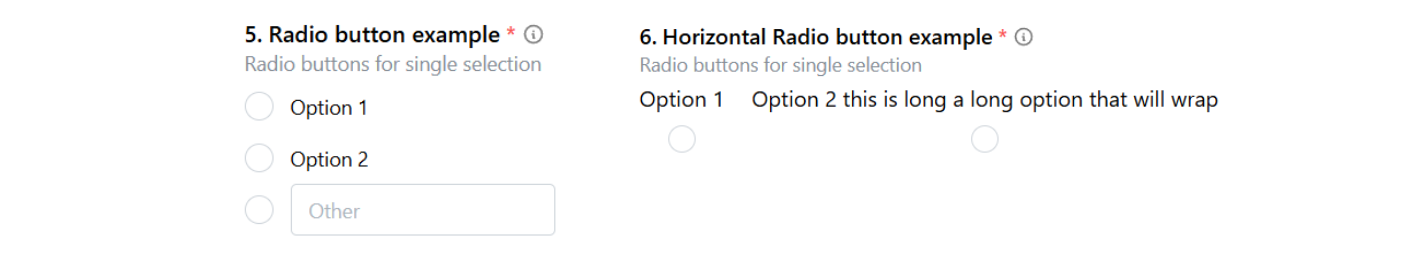 5. Radio button example * ⓘ
Radio buttons for single selection
Option 1
Option 2
Other
6. Horizontal Radio button example * ⓘ
Radio buttons for single selection
Option 1 Option 2 this is long a long option that will wrap